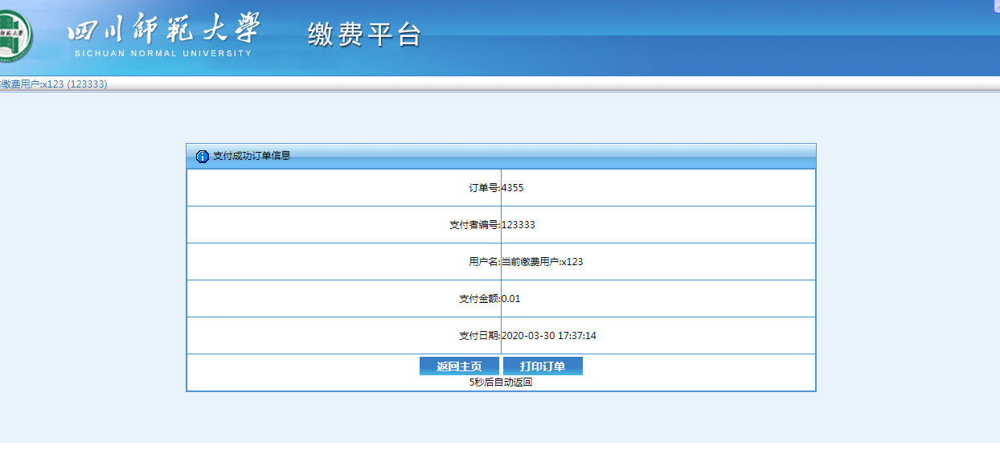 四川師範大學
SICHUAN NORMAL UNIVERSITY
缴费平台
缴费用户:x123 (123333)
支付成功订单信息
订单号:4355
支付者编号:123333
用户名:当前缴费用户:x123
支付金额:0.01
支付日期:2020-03-30 17:37:14
返回主页 打印订单
5秒后自动返回